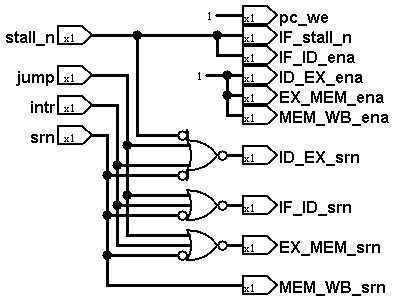 1 x1 pc_we
stall_n x1 x1 IF_stall_n
x1 IF_ID_ena
jump x1 1 x1 ID_EX_ena
intr x1 x1 EX_MEM_ena
srn x1 x1 MEM_WB_ena
x1 ID_EX_srn
x1 IF_ID_srn
x1 EX_MEM_srn
x1 MEM_WB_srn